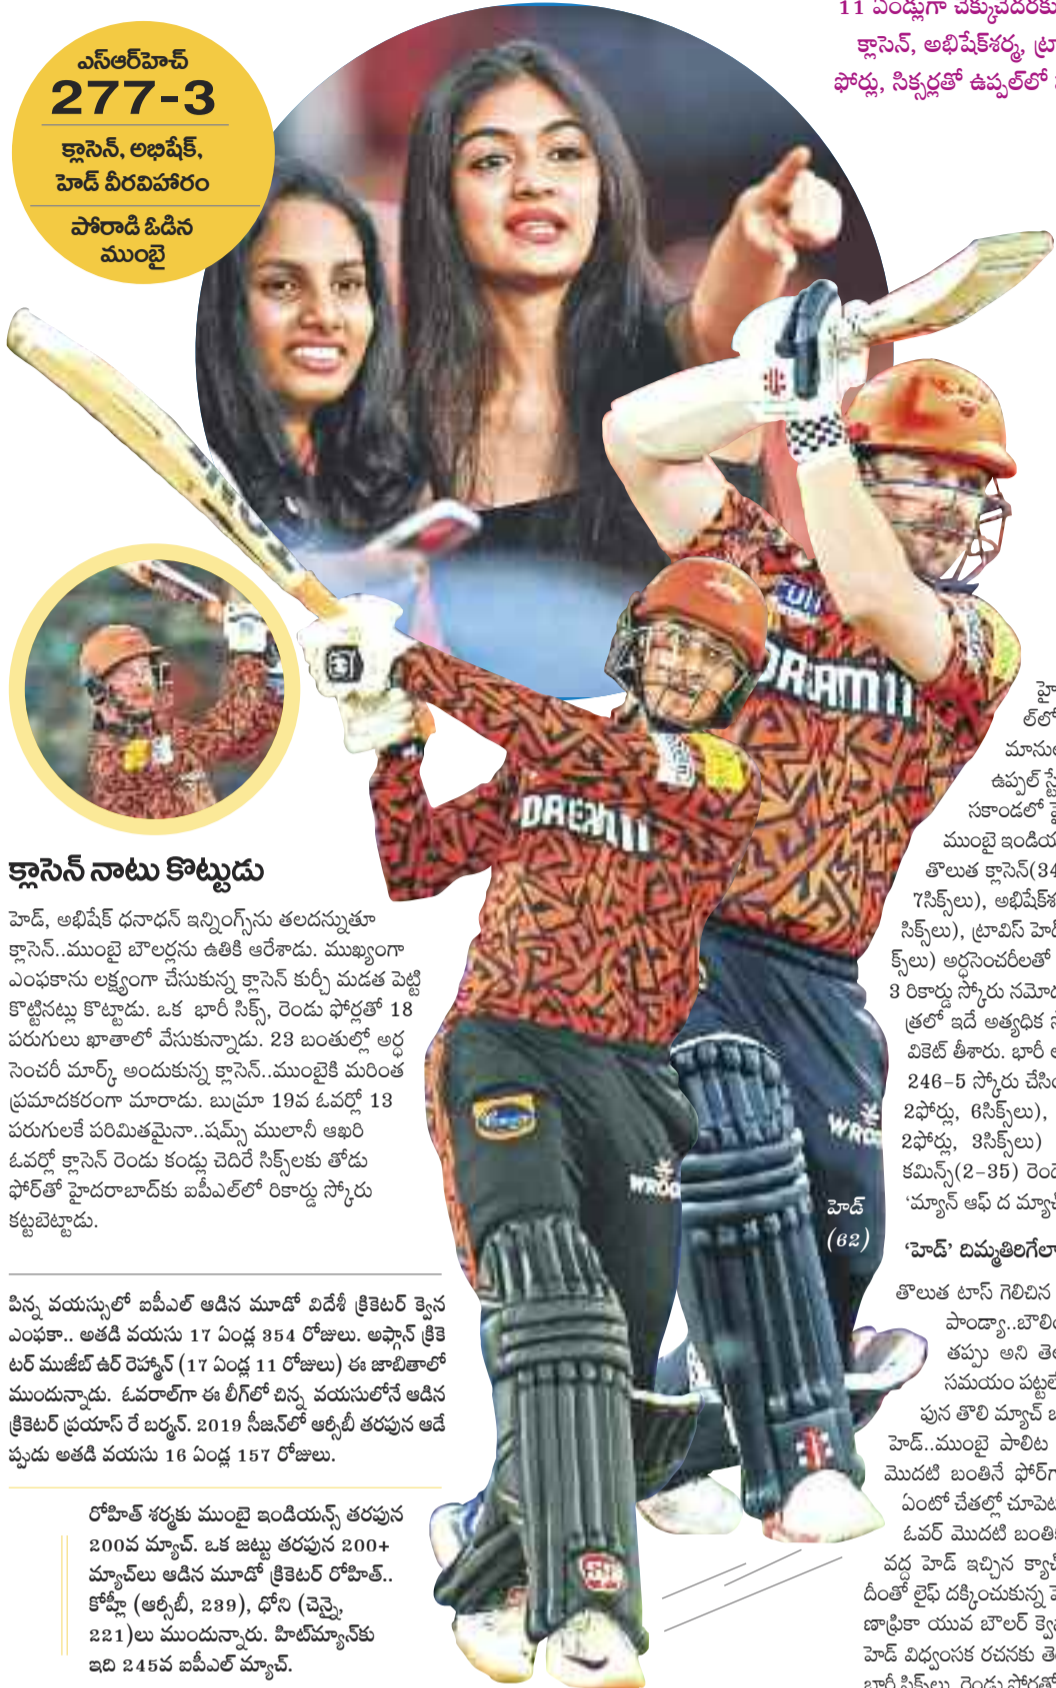 ఎస్ఆర్‌హెచ్
277-3
క్లాసెన్, అభిషేక్,
హెడ్ వీరవిహారం
పోరాడి ఓడిన
ముంబై
11 ఏండ్లుగా చెక్కుచెదరకు
క్లాసెన్, అభిషేక్‌శర్మ, ట్రా
ఫోర్లు, సిక్సర్లతో ఉప్పల్‌లో
DREAM11
DREAM11
WROGN
WROGN
క్లాసెన్ నాటు కొట్టుడు
హెడ్, అభిషేక్ ధనాధన్ ఇన్నింగ్స్‌ను తలదన్నుతూ
క్లాసెన్..ముంబై బౌలర్లను ఉతికి ఆరేశాడు. ముఖ్యంగా
ఎంఫకాను లక్ష్యంగా చేసుకున్న క్లాసెన్ కుర్చీ మడత పెట్టి
కొట్టినట్లు కొట్టాడు. ఒక భారీ సిక్స్, రెండు ఫోర్లతో 18
పరుగులు ఖాతాలో వేసుకున్నాడు. 23 బంతుల్లో అర్ధ
సెంచరీ మార్క్ అందుకున్న క్లాసెన్..ముంబైకి మరింత
ప్రమాదకరంగా మారాడు. బుమ్రా 19వ ఓవర్లో 13
పరుగులకే పరిమితమైనా..షమ్స్ ములానీ ఆఖరి
ఓవర్లో క్లాసెన్ రెండు కండ్లు చెదిరే సిక్స్‌లకు తోడు
ఫోర్‌తో హైదరాబాద్‌కు ఐపీఎల్‌లో రికార్డు స్కోరు
కట్టబెట్టాడు.
పిన్న వయస్సులో ఐపీఎల్ ఆడిన మూడో విదేశీ క్రికెటర్ క్వెన
ఎంఫకా.. అతడి వయసు 17 ఏండ్ల 354 రోజులు. అఫ్గాన్ క్రికె
టర్ ముజీబ్ ఉర్ రెహ్మాన్ (17 ఏండ్ల 11 రోజులు) ఈ జాబితాలో
ముందున్నాడు. ఓవరాల్‌గా ఈ లీగ్‌లో చిన్న వయసులోనే ఆడిన
క్రికెటర్ ప్రయాస్ రే బర్మన్. 2019 సీజన్‌లో ఆర్సీబీ తరఫున ఆడే
ప్పుడు అతడి వయసు 16 ఏండ్ల 157 రోజులు.
రోహిత్ శర్మకు ముంబై ఇండియన్స్ తరఫున
200వ మ్యాచ్. ఒక జట్టు తరఫున 200+
మ్యాచ్‌లు ఆడిన మూడో క్రికెటర్ రోహిత్..
కోహ్లీ (ఆర్సీబీ, 239), ధోని (చెన్నై,
221)లు ముందున్నారు. హిట్‌మ్యాన్‌కు
ఇది 245వ ఐపీఎల్ మ్యాచ్.
హెడ్
(62)
హై
ల్‌లో
మాను
ఉప్పల్ స్టే
సకాండలో
ముంబై ఇండియ
తొలుత క్లాసెన్(34
7సిక్స్‌లు), అభిషేక్‌శ
సిక్స్‌లు), ట్రావిస్ హెడ్
క్స్‌లు) అర్ధసెంచరీలతో
3 రికార్డు స్కోరు నమోద
త్రలో ఇదే అత్యధిక
వికెట్ తీశారు. భారీ
246-5 స్కోరు చేసిం
2ఫోర్లు, 6సిక్స్‌లు),
2ఫోర్లు, 3సిక్స్‌లు)
కమిన్స్(2-35) రెండే
‘మ్యాన్ ఆఫ్ ద మ్యాచ్
‘హెడ్’ దిమ్మతిరిగేలా
తొలుత టాస్ గెలిచిన
పాండ్యా..బౌలిం
తప్పు అని తె
సమయం పట్టలే
ఫున తొలి మ్యాచ్
హెడ్..ముంబై పాలిట
మొదటి బంతినే ఫోర్‌గా
ఏంటో చేతల్లో చూపె
ఓవర్ మొదటి బంతి
వద్ద హెడ్ ఇచ్చిన క్యాచ్
దీంతో లైఫ్ దక్కించుకున్న
ణాఫ్రికా యువ బౌలర్ క్వె
హెడ్ విధ్వంసక రచనకు తె
భారీ సిక్స్‌లు, రెండు ఫోర్లతో